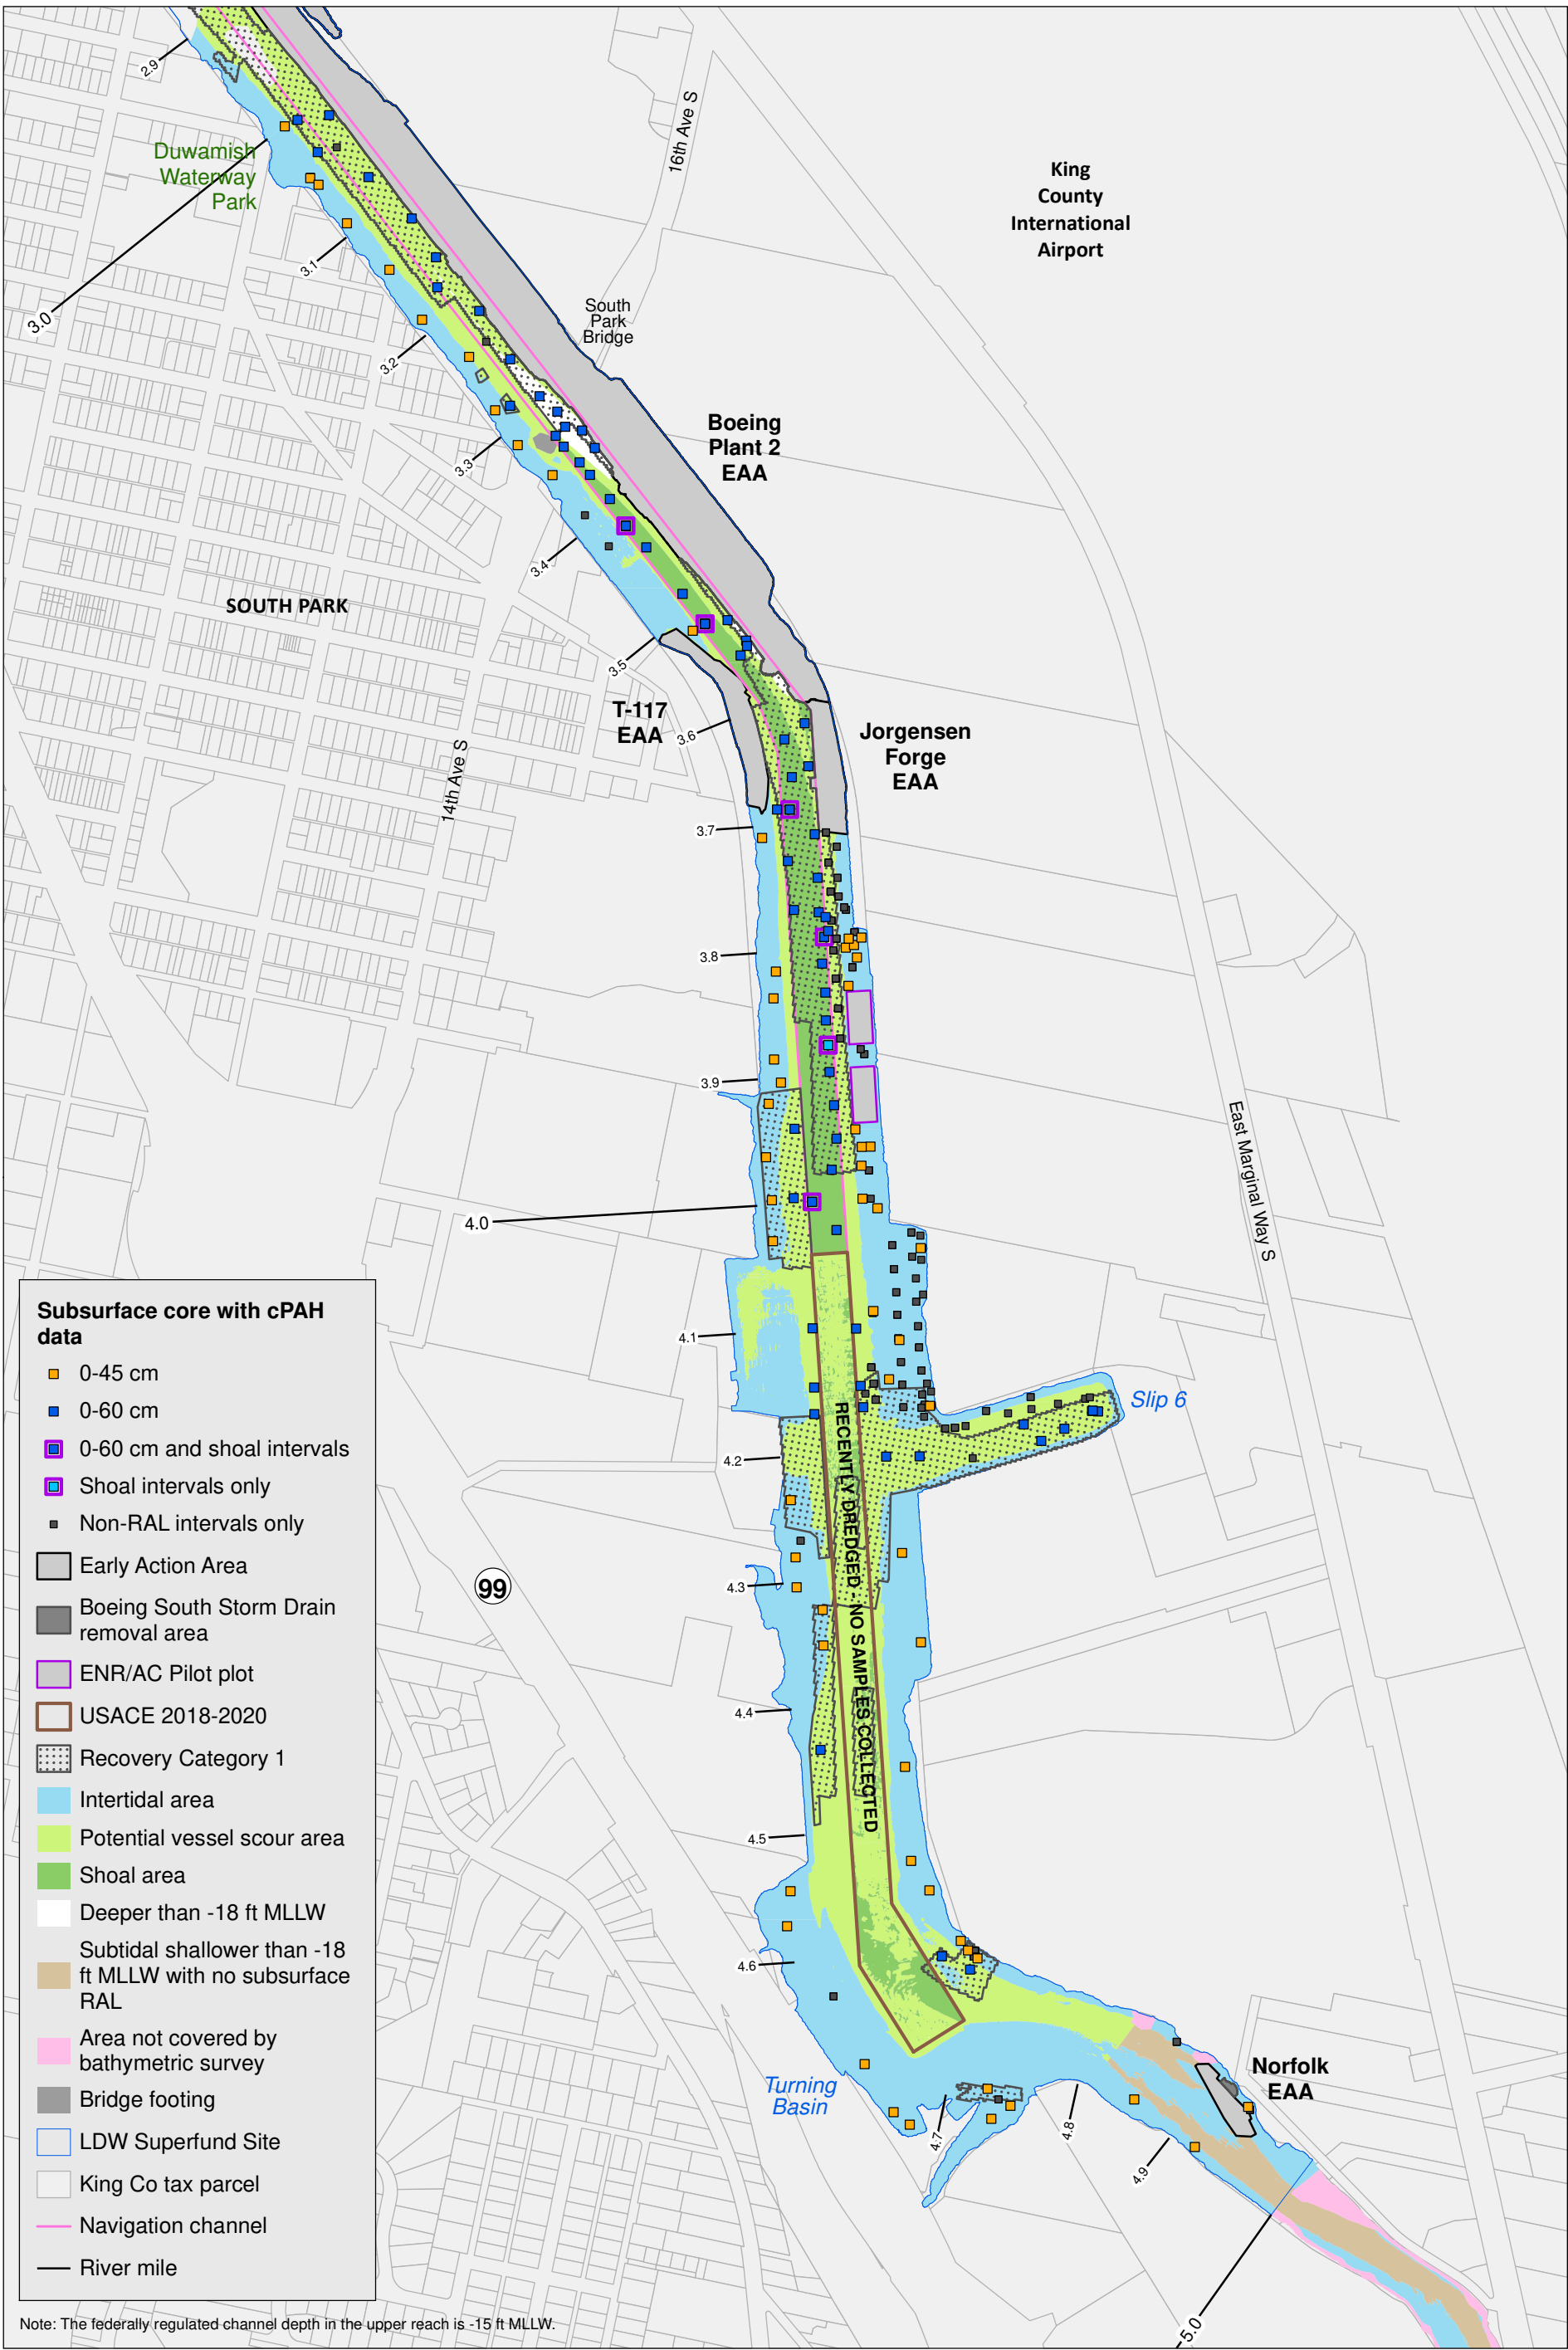 2.9
Duwamish
Waterway
Park
3.0
3.1
3.2
3.3
3.4
3.5
3.6
3.7
3.8
3.9
4.0
4.1
4.2
4.3
4.4
4.5
4.6
4.7
4.8
4.9
5.0
16th Ave S
King
County
International
Airport
South
Park
Bridge
Boeing
Plant 2
EAA
SOUTH PARK
T-117
EAA
14th Ave S
Jorgensen
Forge
EAA
East Marginal Way S
Slip 6
RECENTLY DREDGED - NO SAMPLES COLLECTED
99
Turning
Basin
Norfolk
EAA
Subsurface core with cPAH
data
0-45 cm
0-60 cm
0-60 cm and shoal intervals
Shoal intervals only
Non-RAL intervals only
Early Action Area
Boeing South Storm Drain
removal area
ENR/AC Pilot plot
USACE 2018-2020
Recovery Category 1
Intertidal area
Potential vessel scour area
Shoal area
Deeper than -18 ft MLLW
Subtidal shallower than -18
ft MLLW with no subsurface
RAL
Area not covered by
bathymetric survey
Bridge footing
LDW Superfund Site
King Co tax parcel
Navigation channel
River mile
Note: The federally regulated channel depth in the upper reach is -15 ft MLLW.